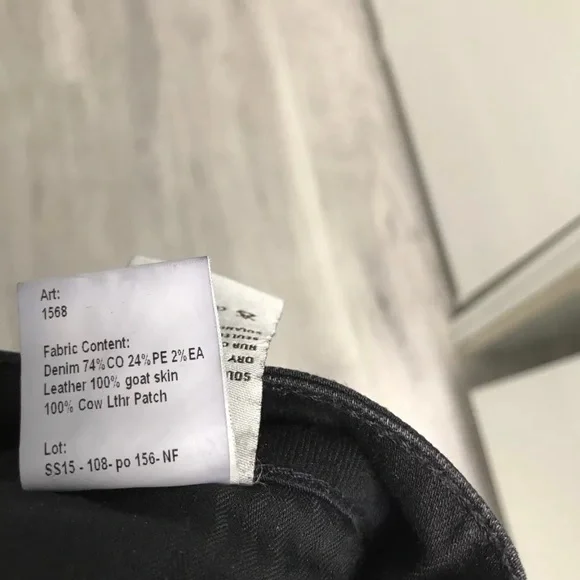 Art:
1568
Fabric Content:
Denim 74%CO 24%PE 2%EA
Leather 100% goat skin
100% Cow Lthr Patch
Lot:
SS15 - 108- po 156- NF
DRY